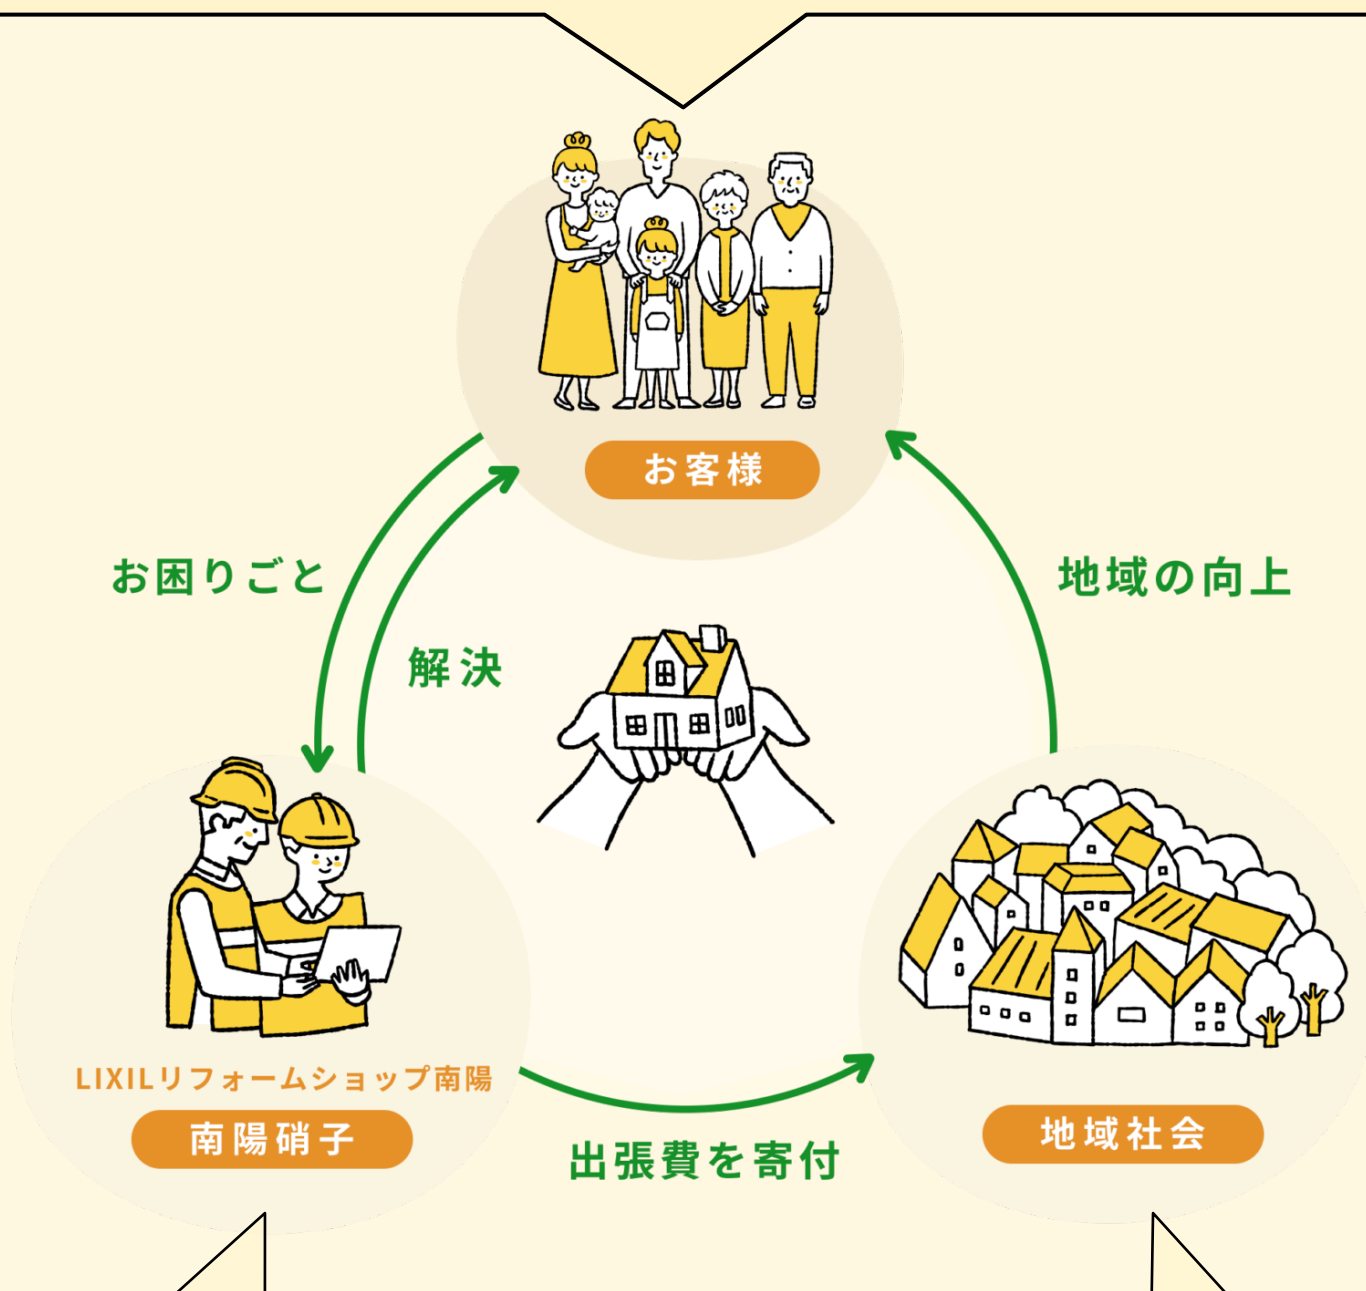 お客様
お困りごと
地域の向上
解決
LIXILリフォームショップ南陽
南陽硝子
地域社会
出張費を寄付